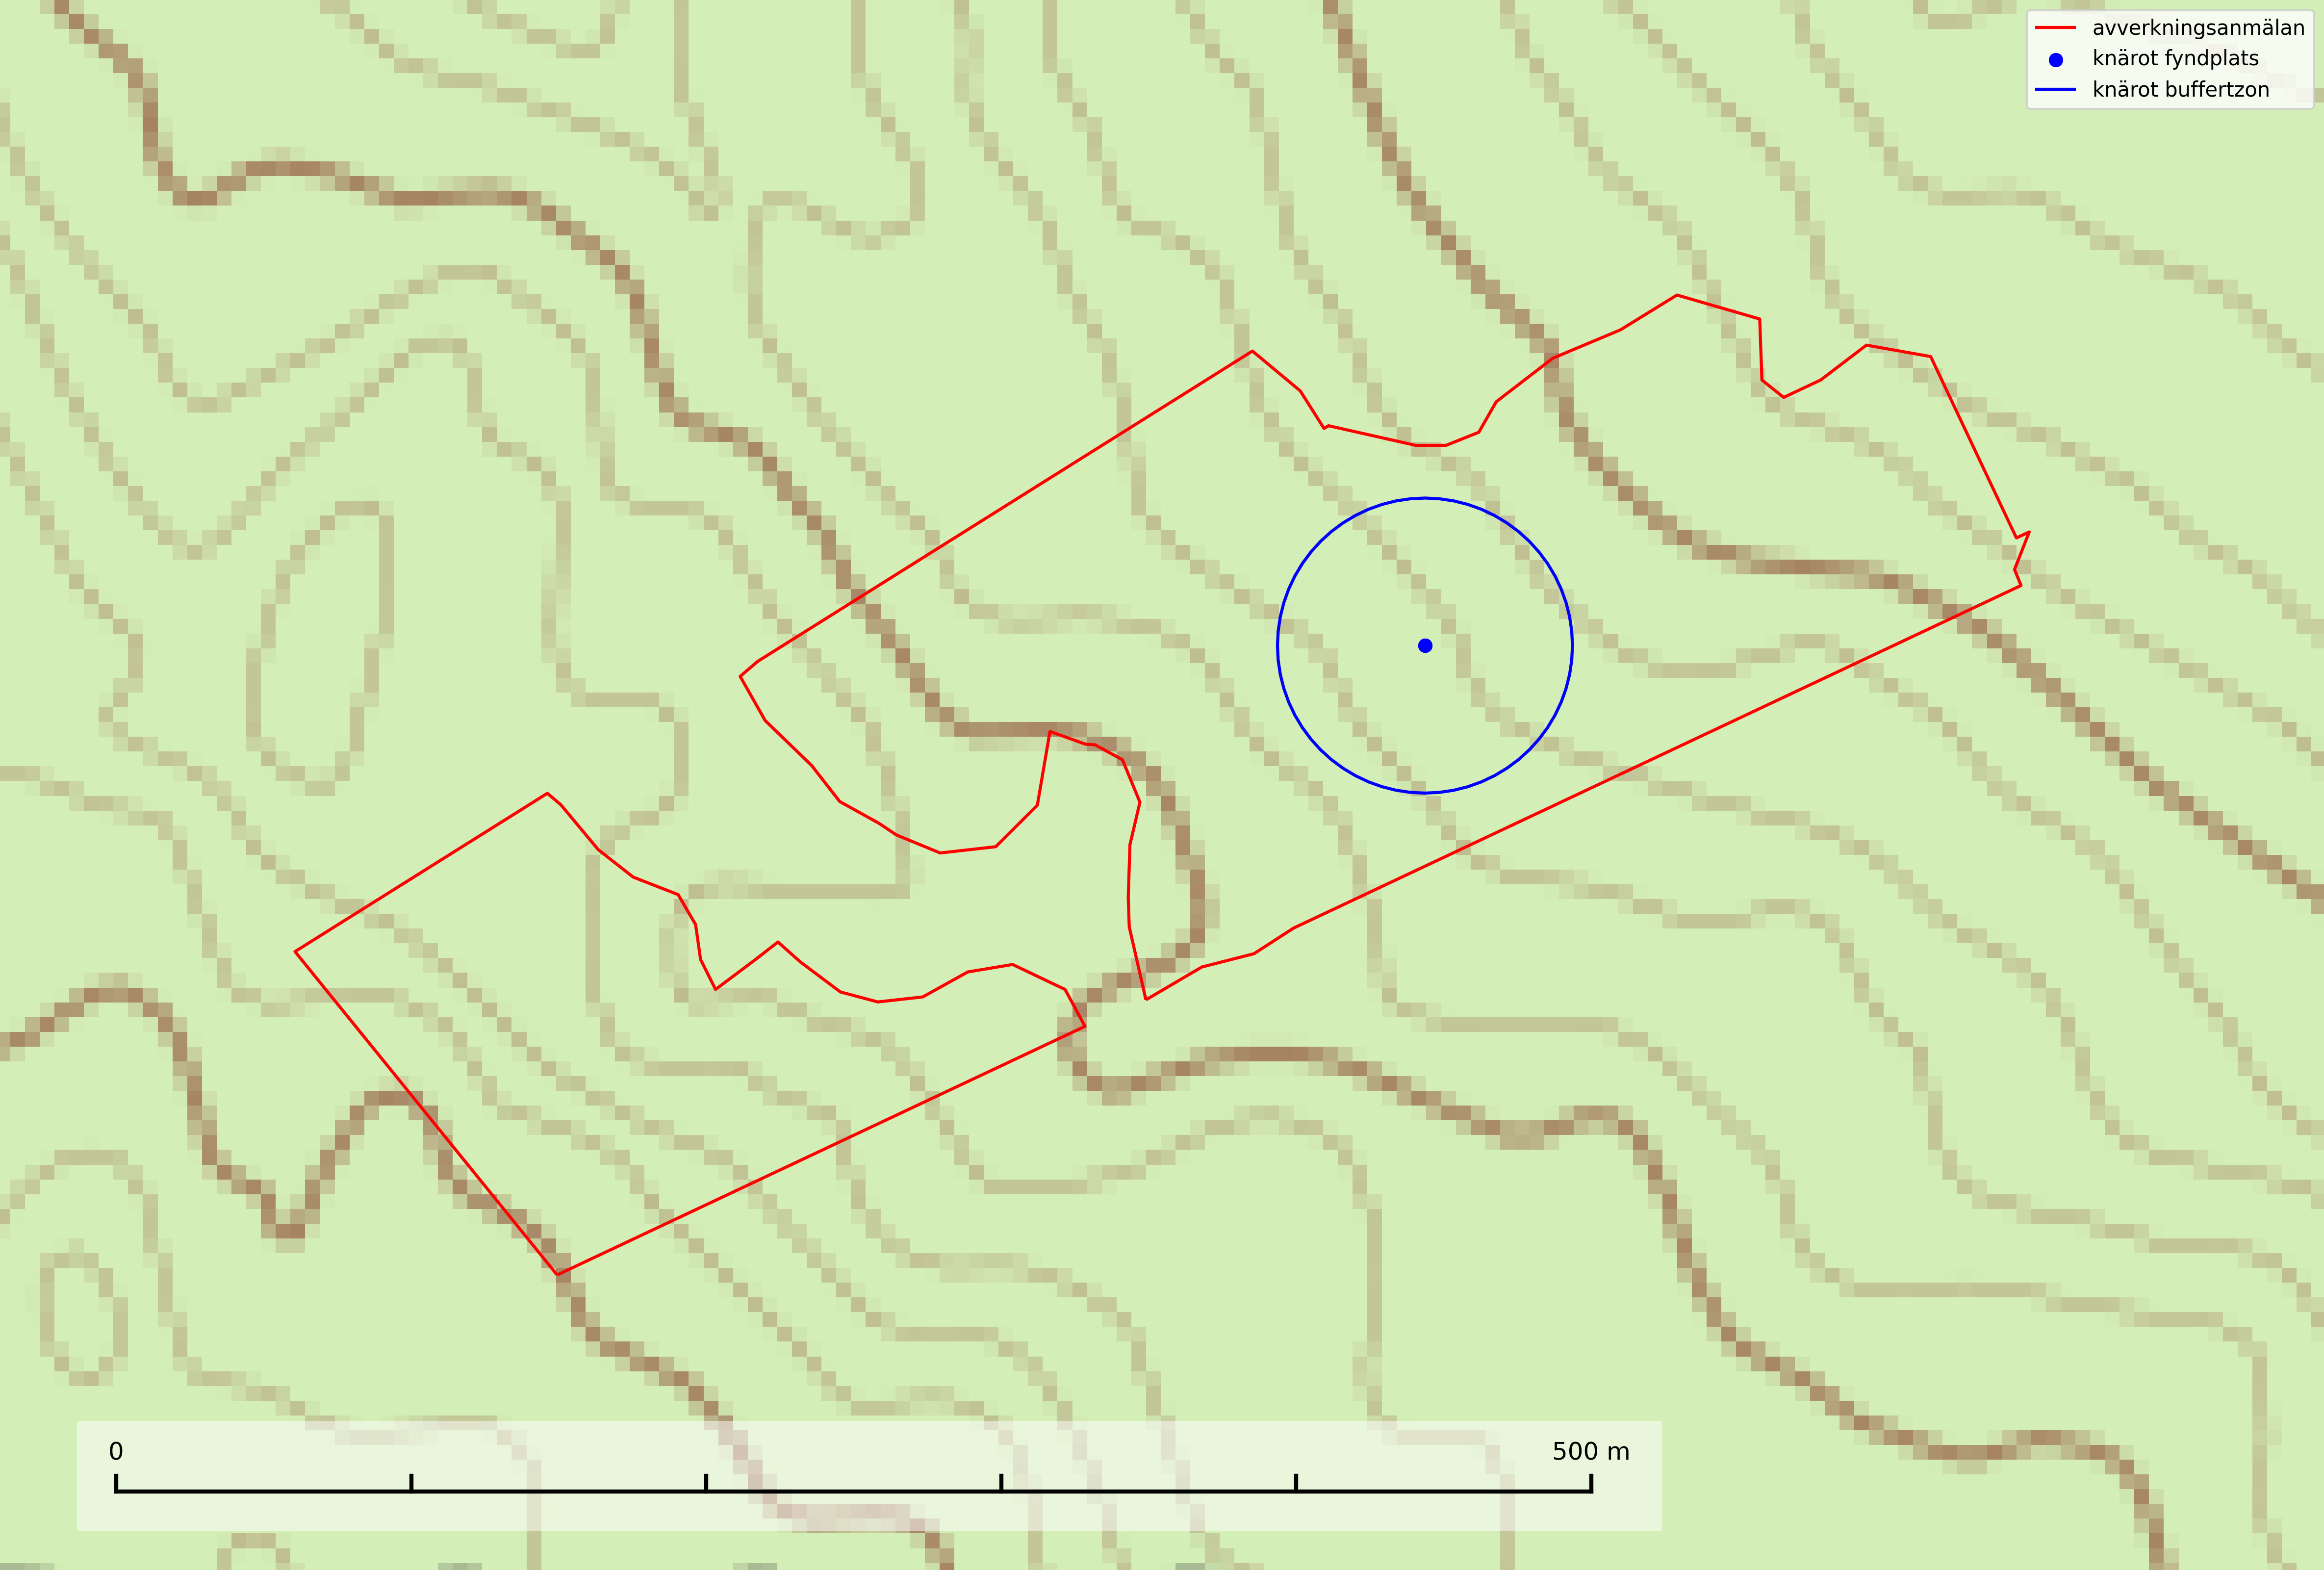 avverkningsanmälan
knärot fyndplats
knärot buffertzon
0
500 m